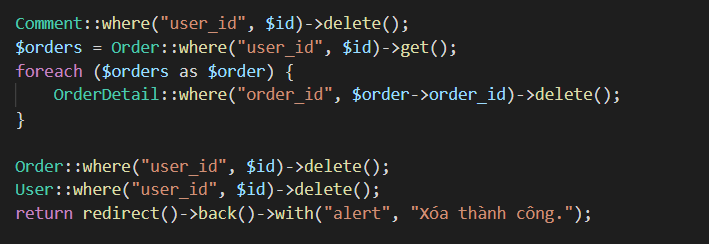 Comment::where("user_id", $id)->delete();
$orders = Order::where("user_id", $id)->get();
foreach ($orders as $order) {
    OrderDetail::where("order_id", $order->order_id)->delete();
}

Order::where("user_id", $id)->delete();
User::where("user_id", $id)->delete();
return redirect()->back()->with("alert", "Xóa thành công.");